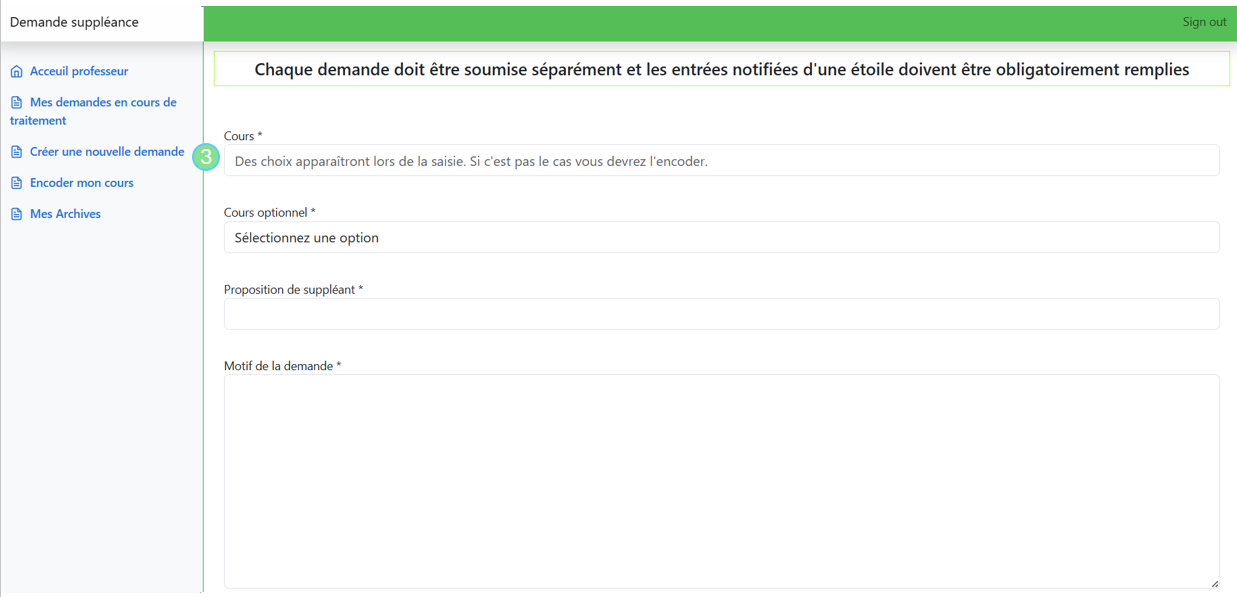 Demande suppléance
Sign out
Acceuil professeur
Mes demandes en cours de
traitement
Créer une nouvelle demande
3
Encoder mon cours
Mes Archives
Chaque demande doit être soumise séparément et les entrées notifiées d'une étoile doivent être obligatoirement remplies
Cours *
Des choix apparaîtront lors de la saisie. Si c'est pas le cas vous devrez l'encoder.
Cours optionnel *
Sélectionnez une option
Proposition de suppléant *
Motif de la demande *